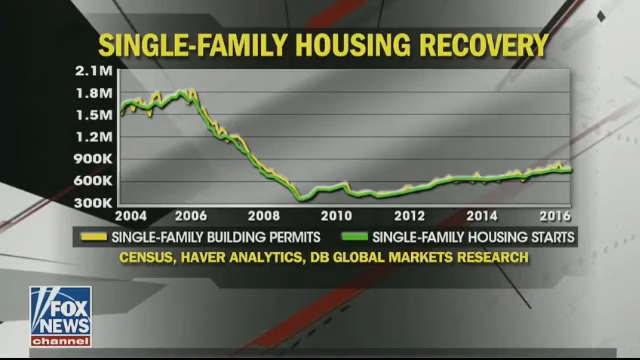 SINGLE-FAMILY HOUSING RECOVERY
2.1M
1.8M
1.5M
1.2M
900K
600K
300K
2004 2006 2008 2010 2012 2014 2016
SINGLE-FAMILY BUILDING PERMITS SINGLE-FAMILY HOUSING STARTS
CENSUS, HAVER ANALYTICS, DB GLOBAL MARKETS RESEARCH
FOX
NEWS
channel